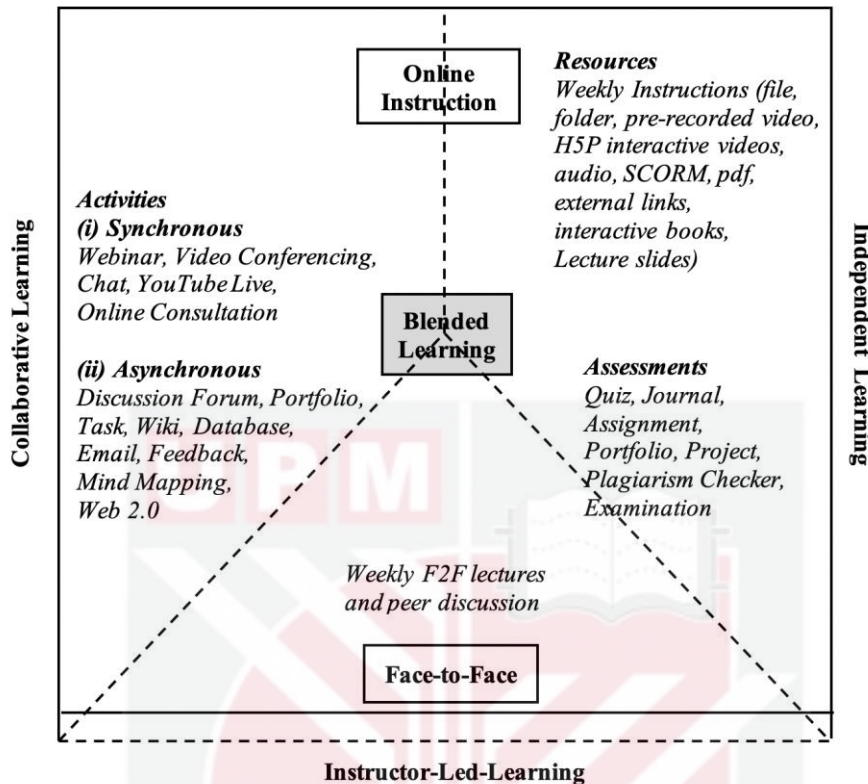 Online
Instruction
Resources
Weekly Instructions (file,
folder, pre-recorded video,
H5P interactive videos,
audio, SCORM, pdf,
external links,
interactive books,
Lecture slides)
Activities
(i) Synchronous
Webinar, Video Conferencing,
Chat, YouTube Live,
Online Consultation
Collaborative Learning
Independent Learning
Blended
Learning
(ii) Asynchronous
Discussion Forum, Portfolio,
Task, Wiki, Database,
Email, Feedback,
Mind Mapping,
Web 2.0
Assessments
Quiz, Journal,
Assignment,
Portfolio, Project,
Plagiarism Checker,
Examination
UPM
Weekly F2F lectures
and peer discussion
Face-to-Face
Instructor-Led-Learning